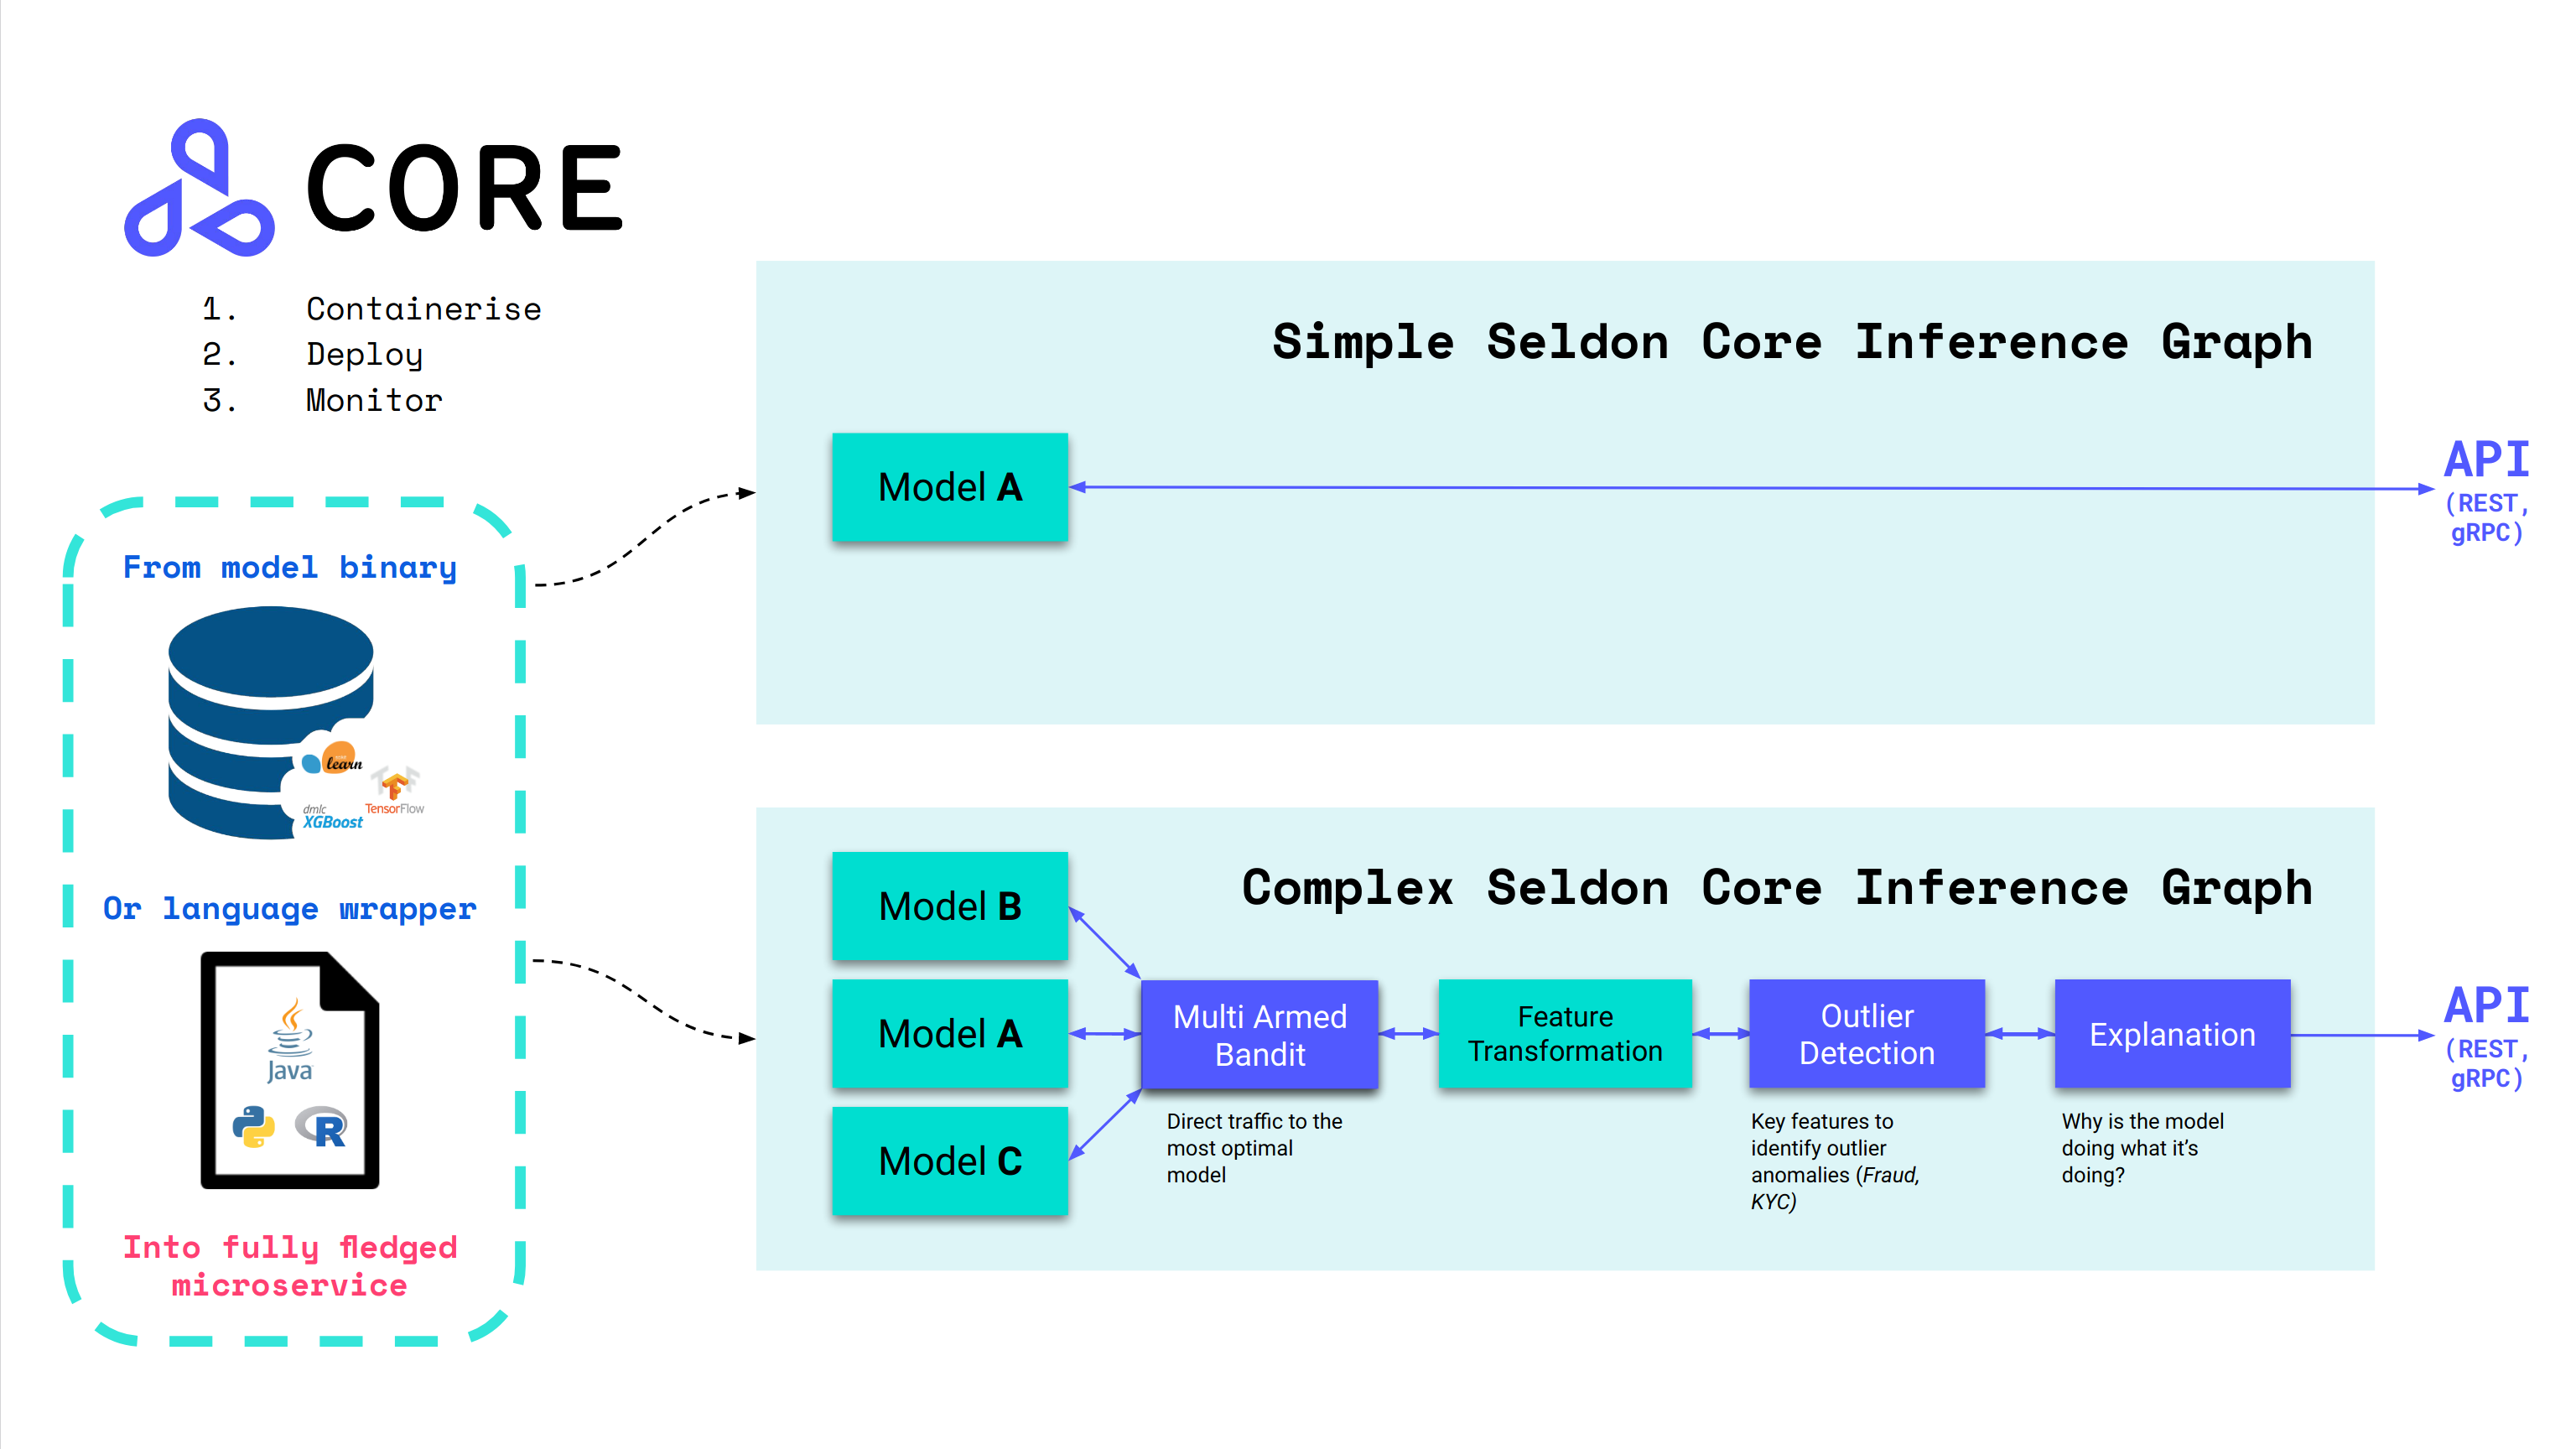 CORE
1. Containerise
2. Deploy
3. Monitor
From model binary
learn
TensorFlow
dmlc
XGBoost
Or language wrapper
Java
R
Into fully fledged
microservice
Simple Seldon Core Inference Graph
Model A
API
(REST,
gRPC)
Complex Seldon Core Inference Graph
Model B
Model A
Model C
Multi Armed
Bandit
Direct traffic to the
most optimal
model
Feature
Transformation
Outlier
Detection
Key features to
identify outlier
anomalies (Fraud,
KYC)
Explanation
Why is the model
doing what it’s
doing?
API
(REST,
gRPC)